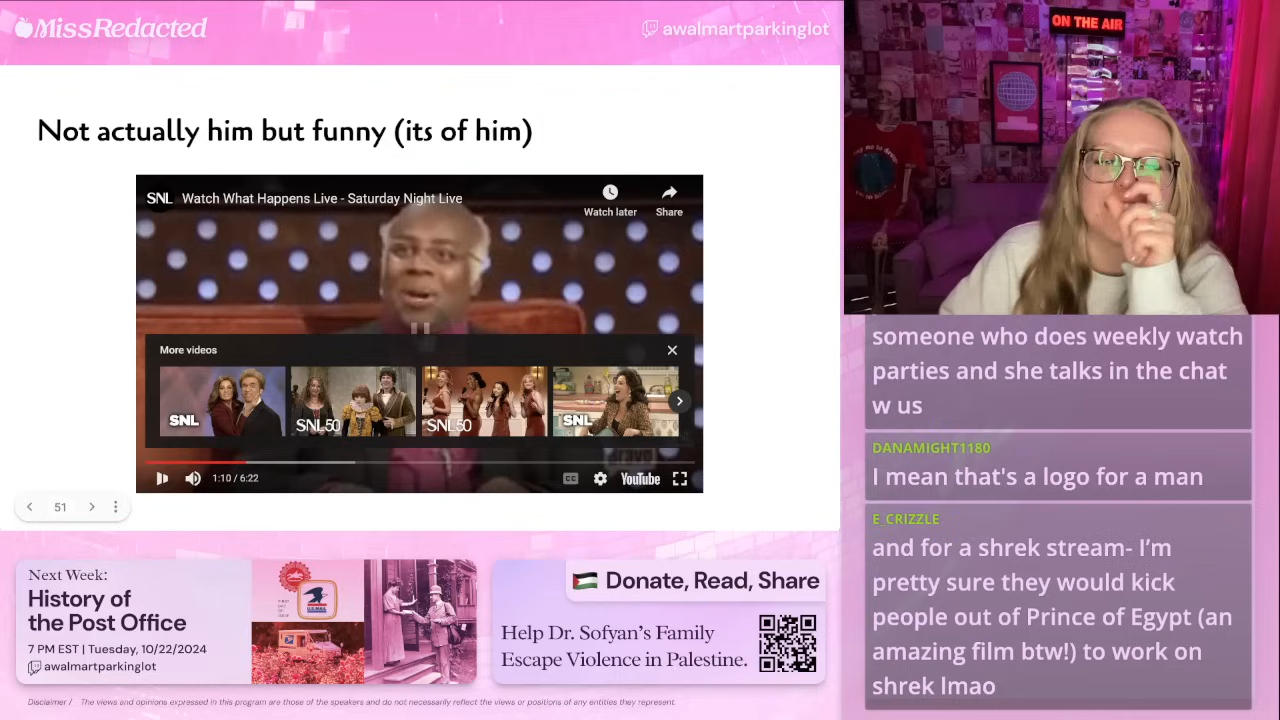 MissRedacted
awalmartparkinglot
ON THE AIR
Not actually him but funny (its of him)
SNL Watch What Happens Live - Saturday Night Live
Watch later
Share
More videos
SNL
SNL50
SNL50
SNL
1:10 / 6:22
CC
YouTube
51
someone who does weekly watch
parties and she talks in the chat
w us
DANAMIGHT1180
I mean that's a logo for a man
E_CRIZZLE
and for a shrek stream- I’m
pretty sure they would kick
people out of Prince of Egypt (an
amazing film btw!) to work on
shrek lmao
Next Week:
History of
the Post Office
7 PM EST | Tuesday, 10/22/2024
awalmartparkinglot
U.S.MAIL
Donate, Read, Share
Help Dr. Sofyan’s Family
Escape Violence in Palestine.
Disclaimer / The views and opinions expressed in this program are those of the speakers and do not necessarily reflect the views or positions of any entities they represent.